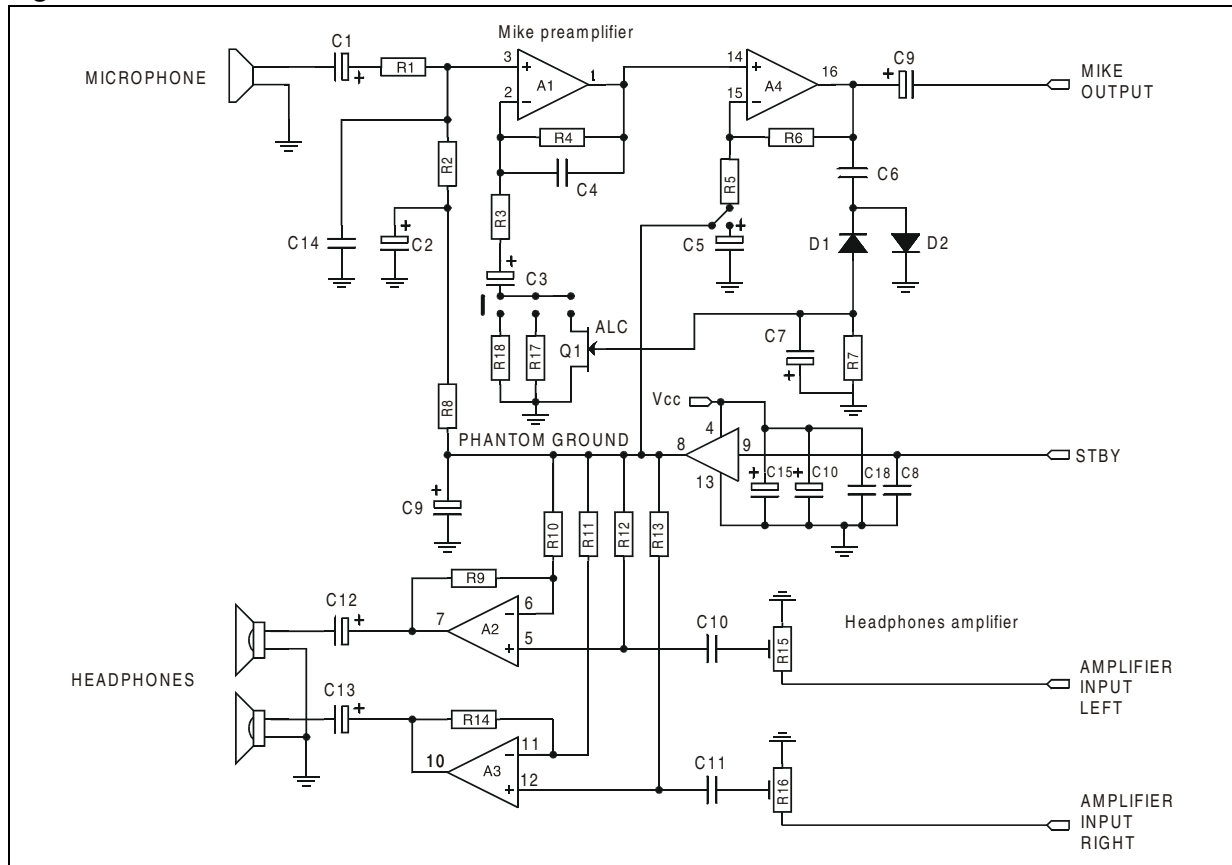 C1
Mike preamplifier
C9
MICROPHONE
R1
3
+
A1
1
2
-
14
+
A4
16
15
-
+
+
MIKE
OUTPUT
R2
R4
R6
C4
C6
R3
R5
C14
+
C2
+
C3
C5
+
D1
D2
ALC
Q1
R18
R17
C7
+
R7
R8
Vcc
4
PHANTOM GROUND
8
9
STBY
13
+
C15
+
C10
C18
C8
+
C9
R10
R11
R12
R13
R9
C12
+
7
A2
6
-
5
+
C10
R15
Headphones amplifier
HEADPHONES
AMPLIFIER
INPUT
LEFT
C13
+
R14
10
A3
11
-
12
+
C11
R16
AMPLIFIER
INPUT
RIGHT